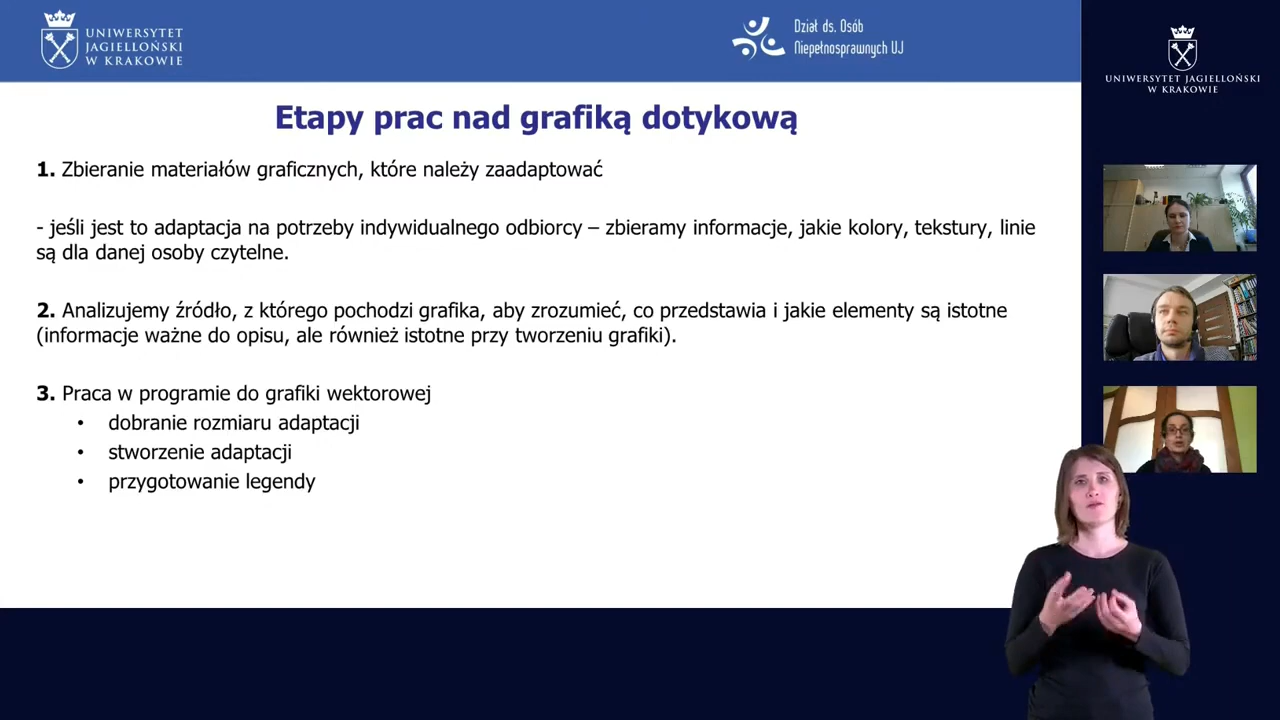 UNIWERSYTET
JAGIELLOŃSKI
W KRAKOWIE
Dział ds. Osób
Niepełnosprawnych UJ
UNIWERSYTET JAGIELLOŃSKI
W KRAKOWIE
Etapy prac nad grafiką dotykową
1. Zbieranie materiałów graficznych, które należy zaadaptować
- jeśli jest to adaptacja na potrzeby indywidualnego odbiorcy – zbieramy informacje, jakie kolory, tekstury, linie
są dla danej osoby czytelne.
2. Analizujemy źródło, z którego pochodzi grafika, aby zrozumieć, co przedstawia i jakie elementy są istotne
(informacje ważne do opisu, ale również istotne przy tworzeniu grafiki).
3. Praca w programie do grafiki wektorowej
• dobranie rozmiaru adaptacji
• stworzenie adaptacji
• przygotowanie legendy